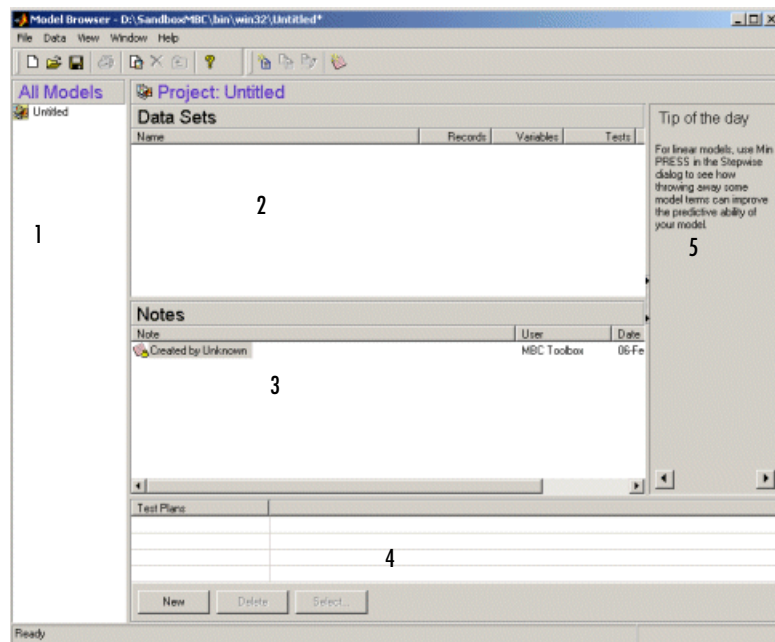 Model Browser - D:\SandboxMBC\bin\win32\Untitled*
File Data View Window Help
All Models
Project: Untitled
Untitled
Data Sets
Name Records Variables Tests
Tip of the day
For linear models, use Min
PRESS in the Stepwise
dialog to see how
throwing away some
model terms can improve
the predictive ability of
your model.
1
2
5
Notes
Note User Date
Created by Unknown MBC Toolbox 06-Fe
3
Test Plans
4
New Delete Select...
Ready